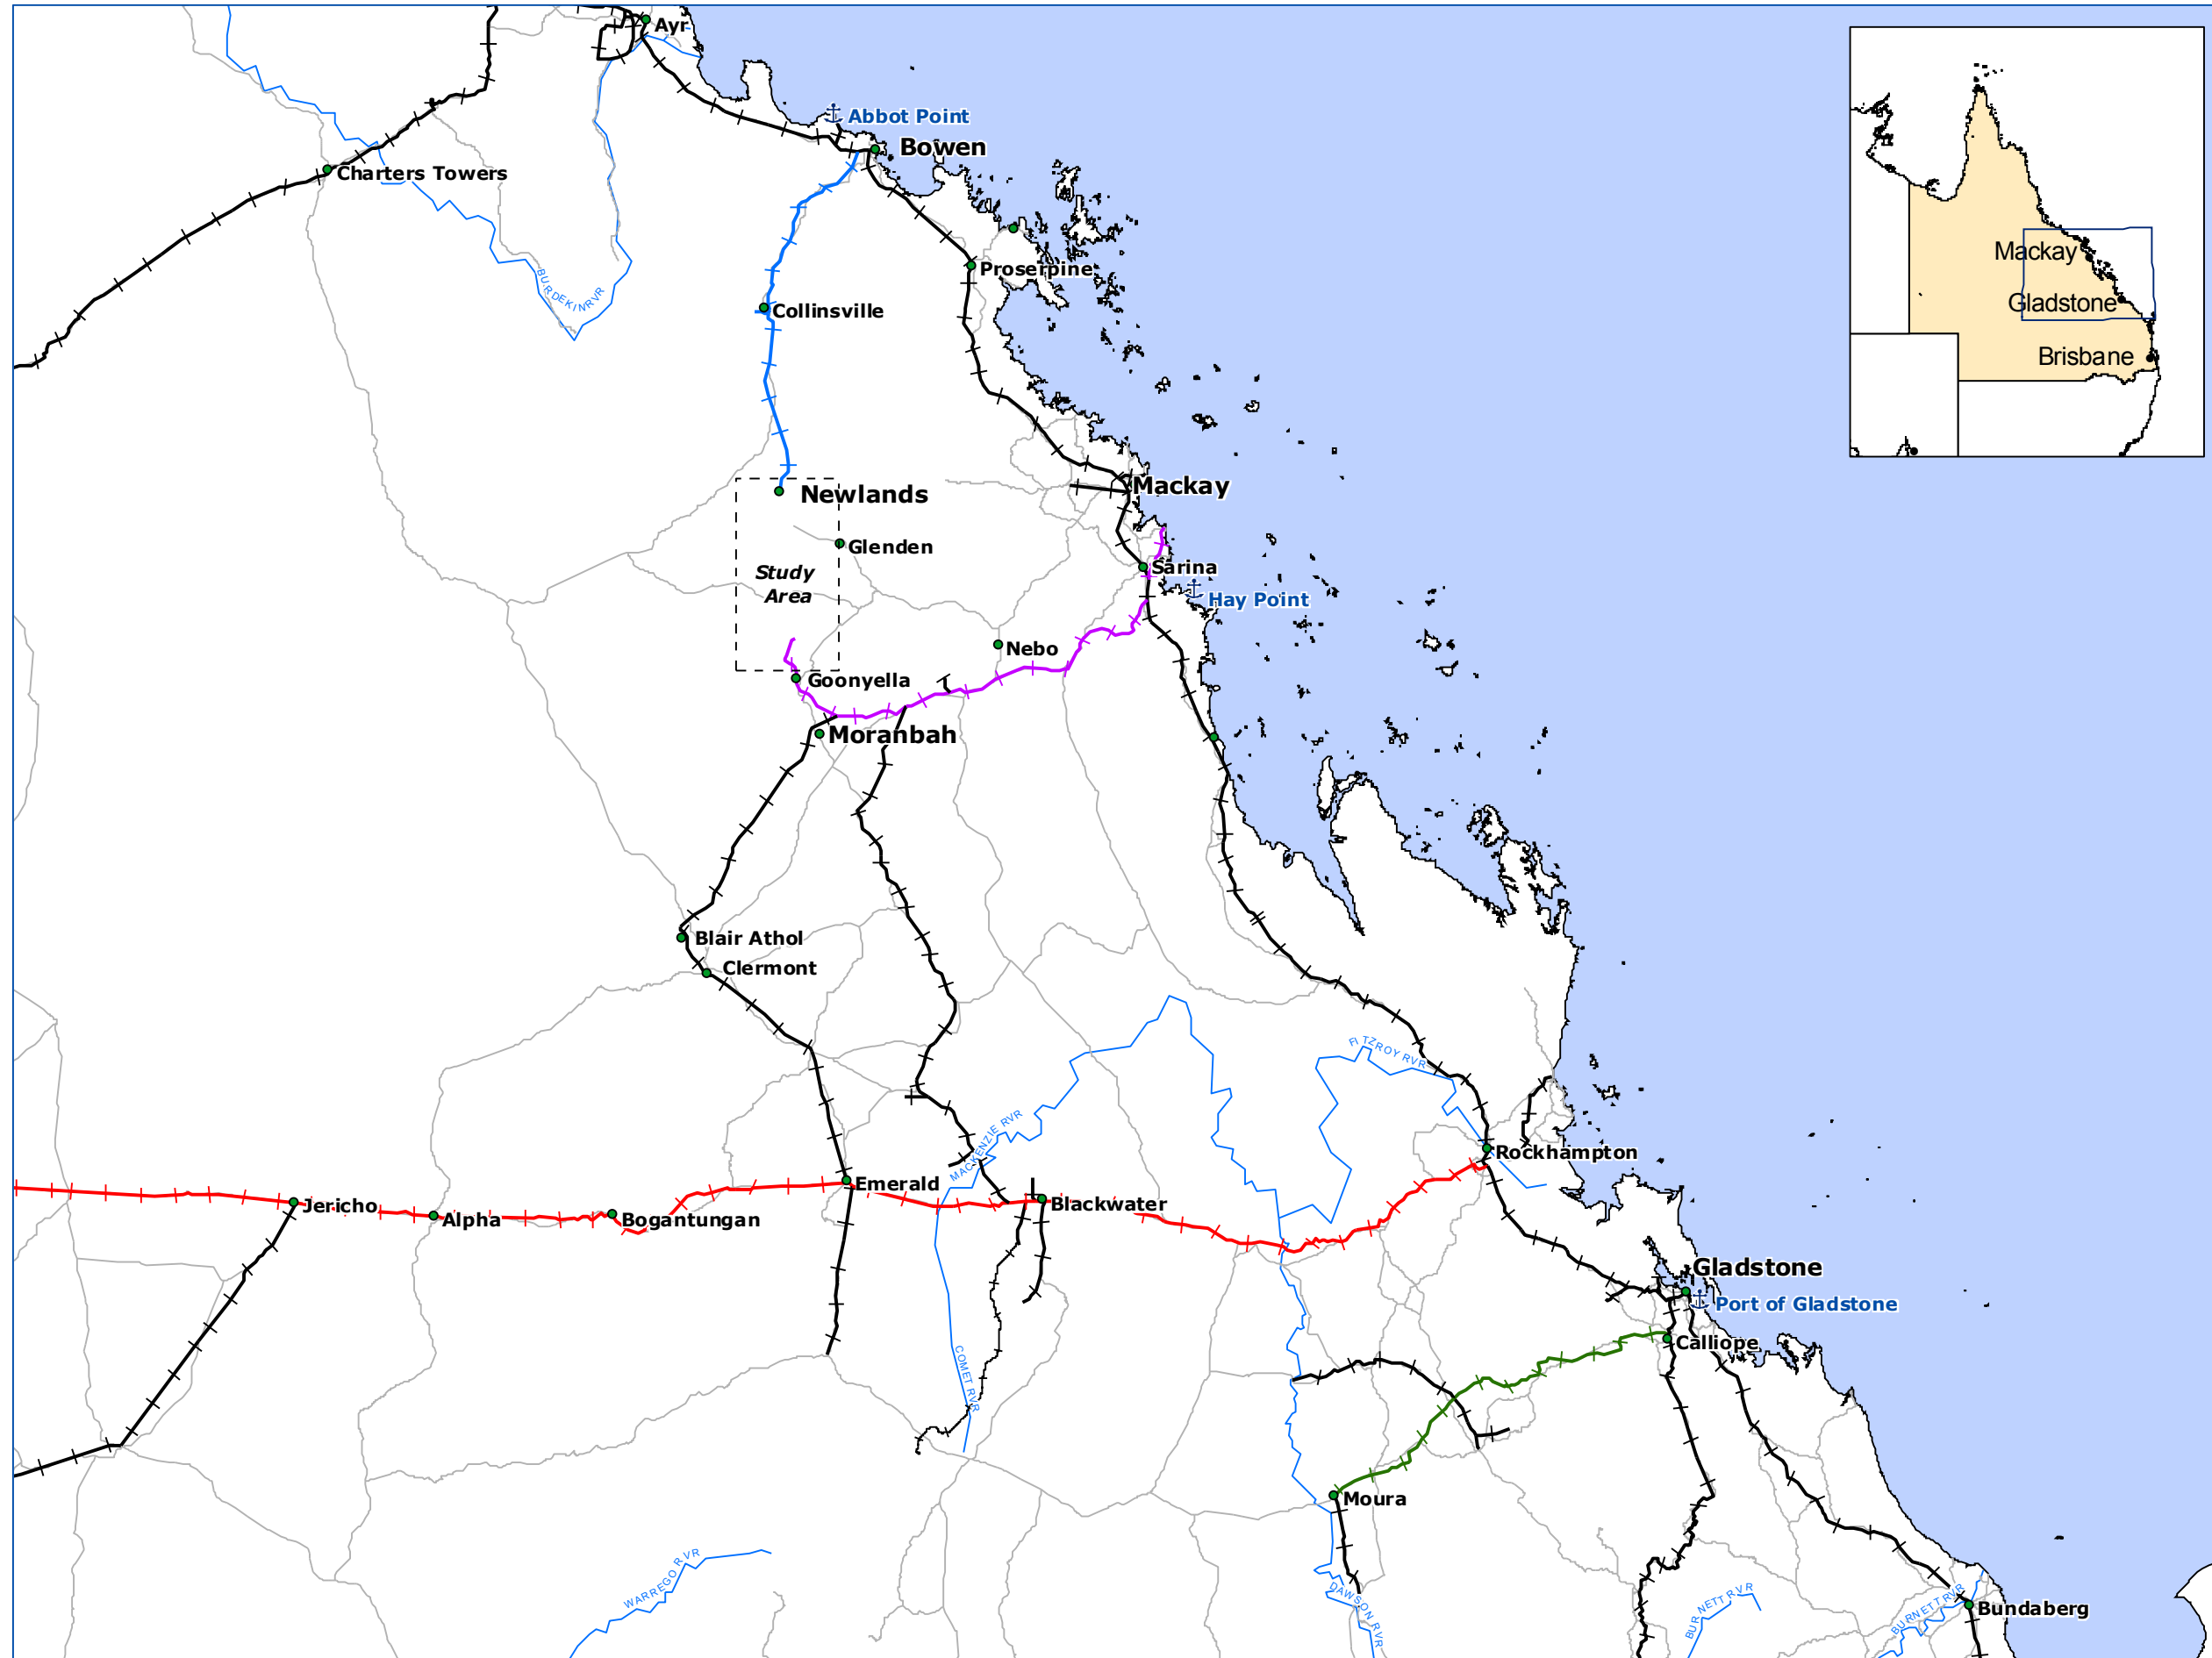 Ayr
Abbot Point
Bowen
Charters Towers
Mackay
Gladstone
Brisbane
BURDEKIN RVR
Proserpine
Collinsville
Newlands
Mackay
Glenden
Study
Area
Sarina
Hay Point
Nebo
Goonyella
Moranbah
Blair Athol
Clermont
FITZROY RVR
MACKENZIE RVR
Rockhampton
Jericho
Alpha
Bogantungan
Emerald
Blackwater
Gladstone
Port of Gladstone
Calliope
COMET RVR
Moura
WARREGO RVR
DAWSON RVR
BURNETT RVR
BURNETT RVR
Bundaberg